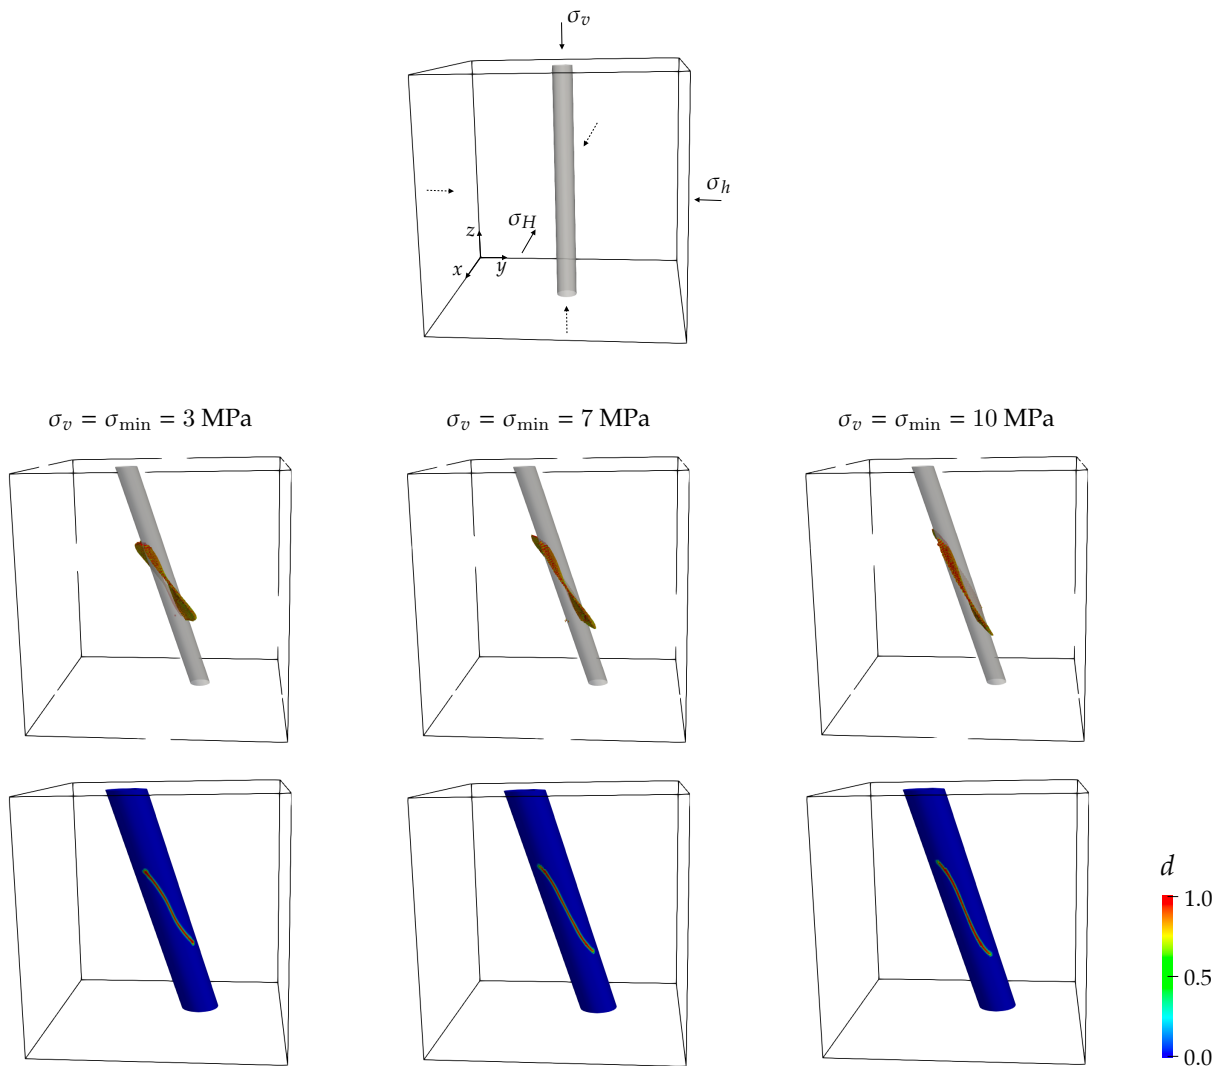 σ_v
σ_h
σ_H
z
x
y
σ_v = σ_min = 3 MPa
σ_v = σ_min = 7 MPa
σ_v = σ_min = 10 MPa
d
1.0
0.5
0.0